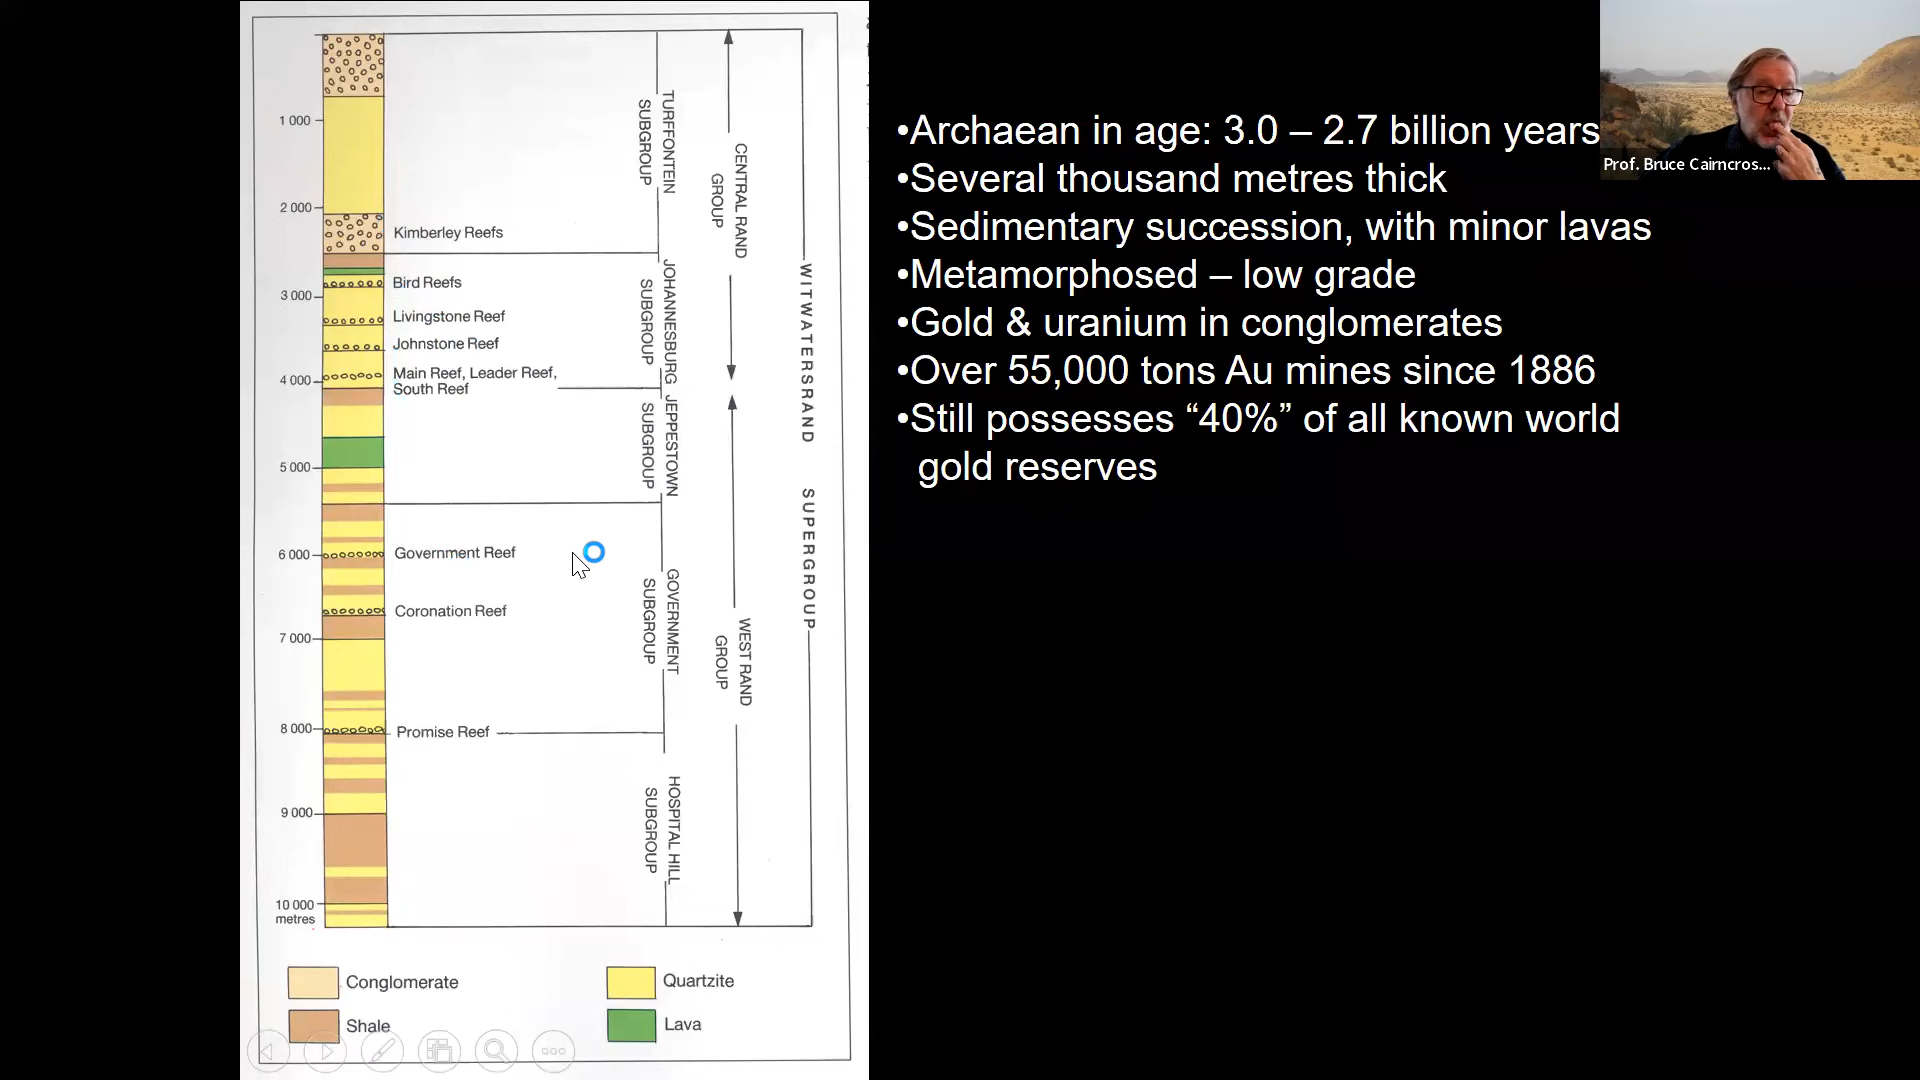 1 000
2 000
3 000
4 000
5 000
6 000
7 000
8 000
9 000
10 000
metres
Kimberley Reefs
Bird Reefs
Livingstone Reef
Johnstone Reef
Main Reef, Leader Reef,
South Reef
Government Reef
Coronation Reef
Promise Reef
TURFFONTEIN
SUBGROUP
JOHANNESBURG
SUBGROUP
JEPPESTOWN
SUBGROUP
GOVERNMENT
SUBGROUP
HOSPITAL HILL
SUBGROUP
CENTRAL RAND
GROUP
WEST RAND
GROUP
WITWATERSRAND SUPERGROUP
Conglomerate
Quartzite
Shale
Lava
•Archaean in age: 3.0 – 2.7 billion years
•Several thousand metres thick
•Sedimentary succession, with minor lavas
•Metamorphosed – low grade
•Gold & uranium in conglomerates
•Over 55,000 tons Au mines since 1886
•Still possesses “40%” of all known world
gold reserves
Prof. Bruce Cairncros...